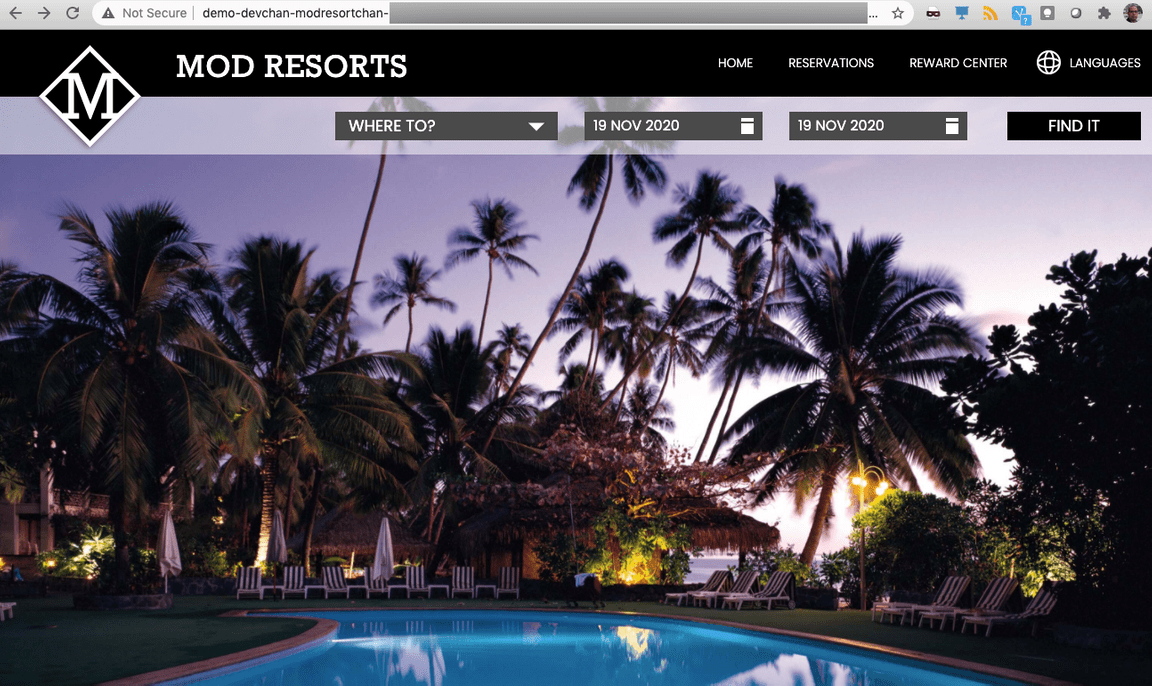 Not Secure | demo-devchan-modresortchan- ...
M
MOD RESORTS
HOME RESERVATIONS REWARD CENTER LANGUAGES
WHERE TO? 19 NOV 2020 19 NOV 2020 FIND IT